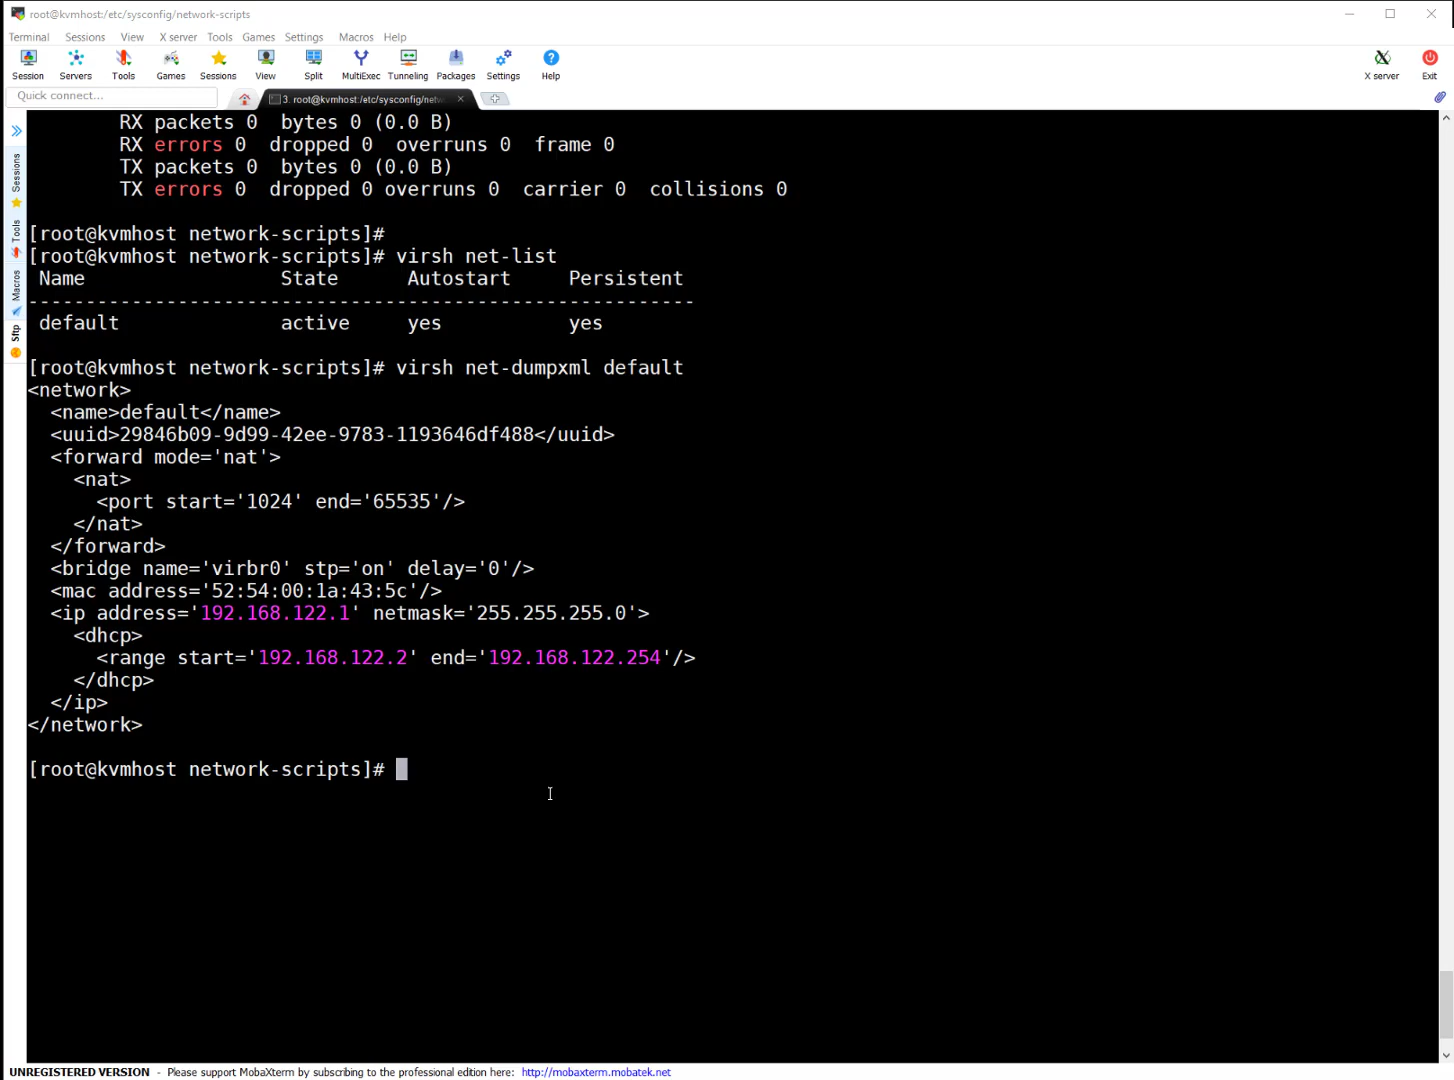 root@kvmhost:/etc/sysconfig/network-scripts
Terminal Sessions View X server Tools Games Settings Macros Help
Session Servers Tools Games Sessions View Split MultiExec Tunneling Packages Settings Help X server Exit
Quick connect...
3. root@kvmhost:/etc/sysconfig/netw
Sessions
Tools
Macros
Sftp
RX packets 0  bytes 0 (0.0 B)
RX errors 0  dropped 0  overruns 0  frame 0
TX packets 0  bytes 0 (0.0 B)
TX errors 0  dropped 0 overruns 0  carrier 0  collisions 0
[root@kvmhost network-scripts]#
[root@kvmhost network-scripts]# virsh net-list
Name                 State      Autostart     Persistent
----------------------------------------------------------
default              active     yes           yes
[root@kvmhost network-scripts]# virsh net-dumpxml default
<network>
<name>default</name>
<uuid>29846b09-9d99-42ee-9783-1193646df488</uuid>
<forward mode='nat'>
<nat>
<port start='1024' end='65535'/>
</nat>
</forward>
<bridge name='virbr0' stp='on' delay='0'/>
<mac address='52:54:00:1a:43:5c'/>
<ip address='192.168.122.1' netmask='255.255.255.0'>
<dhcp>
<range start='192.168.122.2' end='192.168.122.254'/>
</dhcp>
</ip>
</network>
[root@kvmhost network-scripts]#
UNREGISTERED VERSION - Please support MobaXterm by subscribing to the professional edition here: http://mobaxterm.mobatek.net